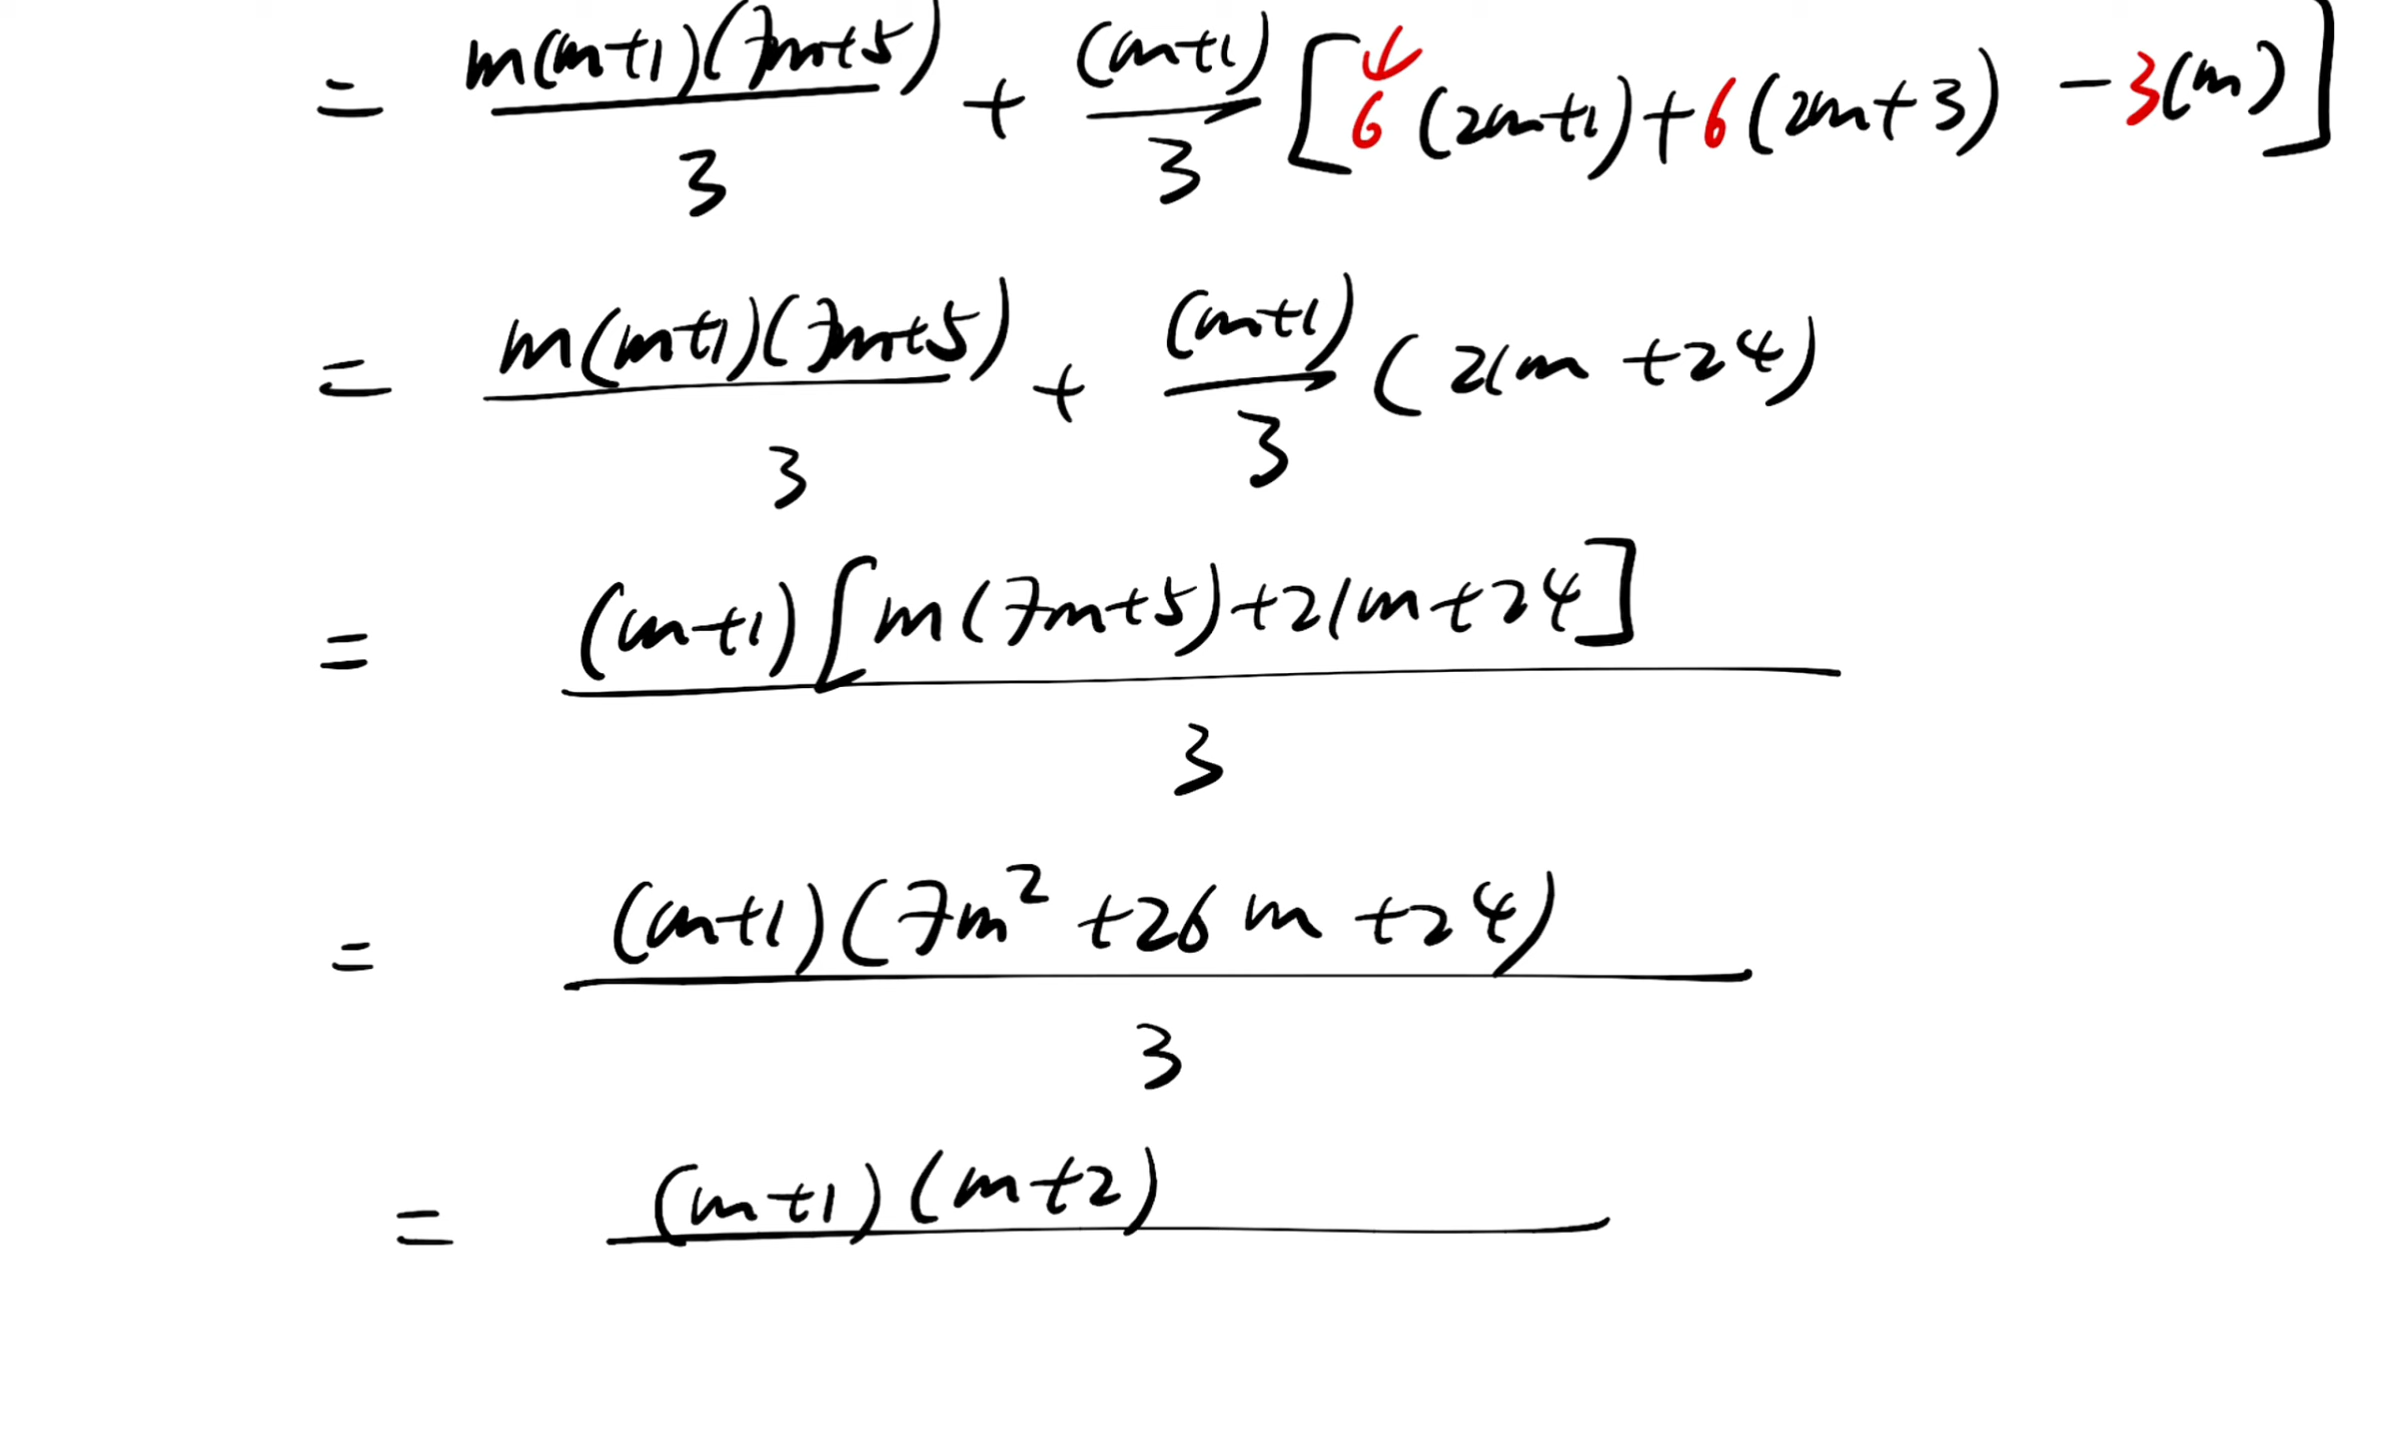 = m(m+1)(7m+5)/3 + (m+1)/3 [6(2m+1)+6(2m+3) -3(m)]
= m(m+1)(7m+5)/3 + (m+1)/3 (21m +24)
= (m+1)[m(7m+5)+21m+24]/3
= (m+1)(7m² +26m +24)/3
= (m+1)(m+2)